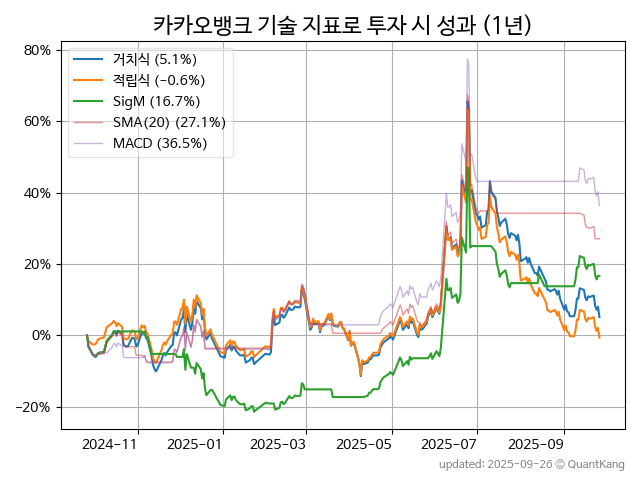 카카오뱅크 기술 지표로 투자 시 성과 (1년)
80%
60%
40%
20%
0%
−20%
거치식 (5.1%)
적립식 (−0.6%)
SigM (16.7%)
SMA(20) (27.1%)
MACD (36.5%)
2024−11
2025−01
2025−03
2025−05
2025−07
2025−09
updated: 2025−09−26 © QuantKang